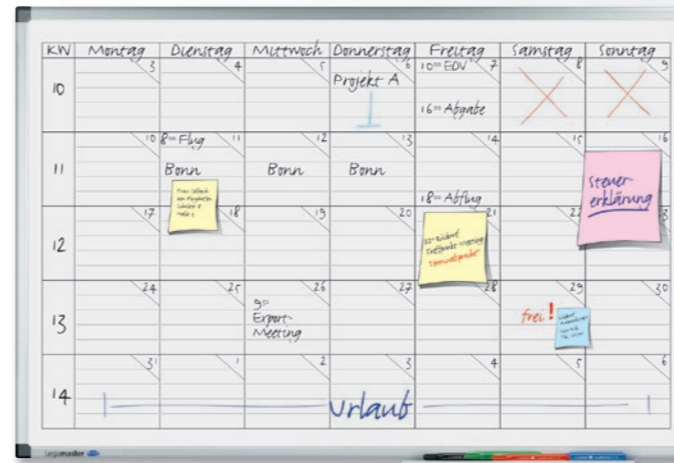 KW Montag Dienstag Mittwoch Donnerstag Freitag Samstag Sonntag
10 3 4 5 6 7 8 9
Projekt A
10⁰⁰ EDV
16⁰⁰ Abgabe
11 10 11 12 13 14 15 16
8⁰⁰ Flug
Bonn Bonn Bonn
18⁰⁰ Abflug
Steuer-
erklärung
12 17 18 19 20 21 22 23
Treffpunkt Meeting
13 24 25 26 27 28 29 30
9⁰⁰
Export-
Meeting
frei!
14 31 1 2 3 4 5 6
Urlaub
Legamaster